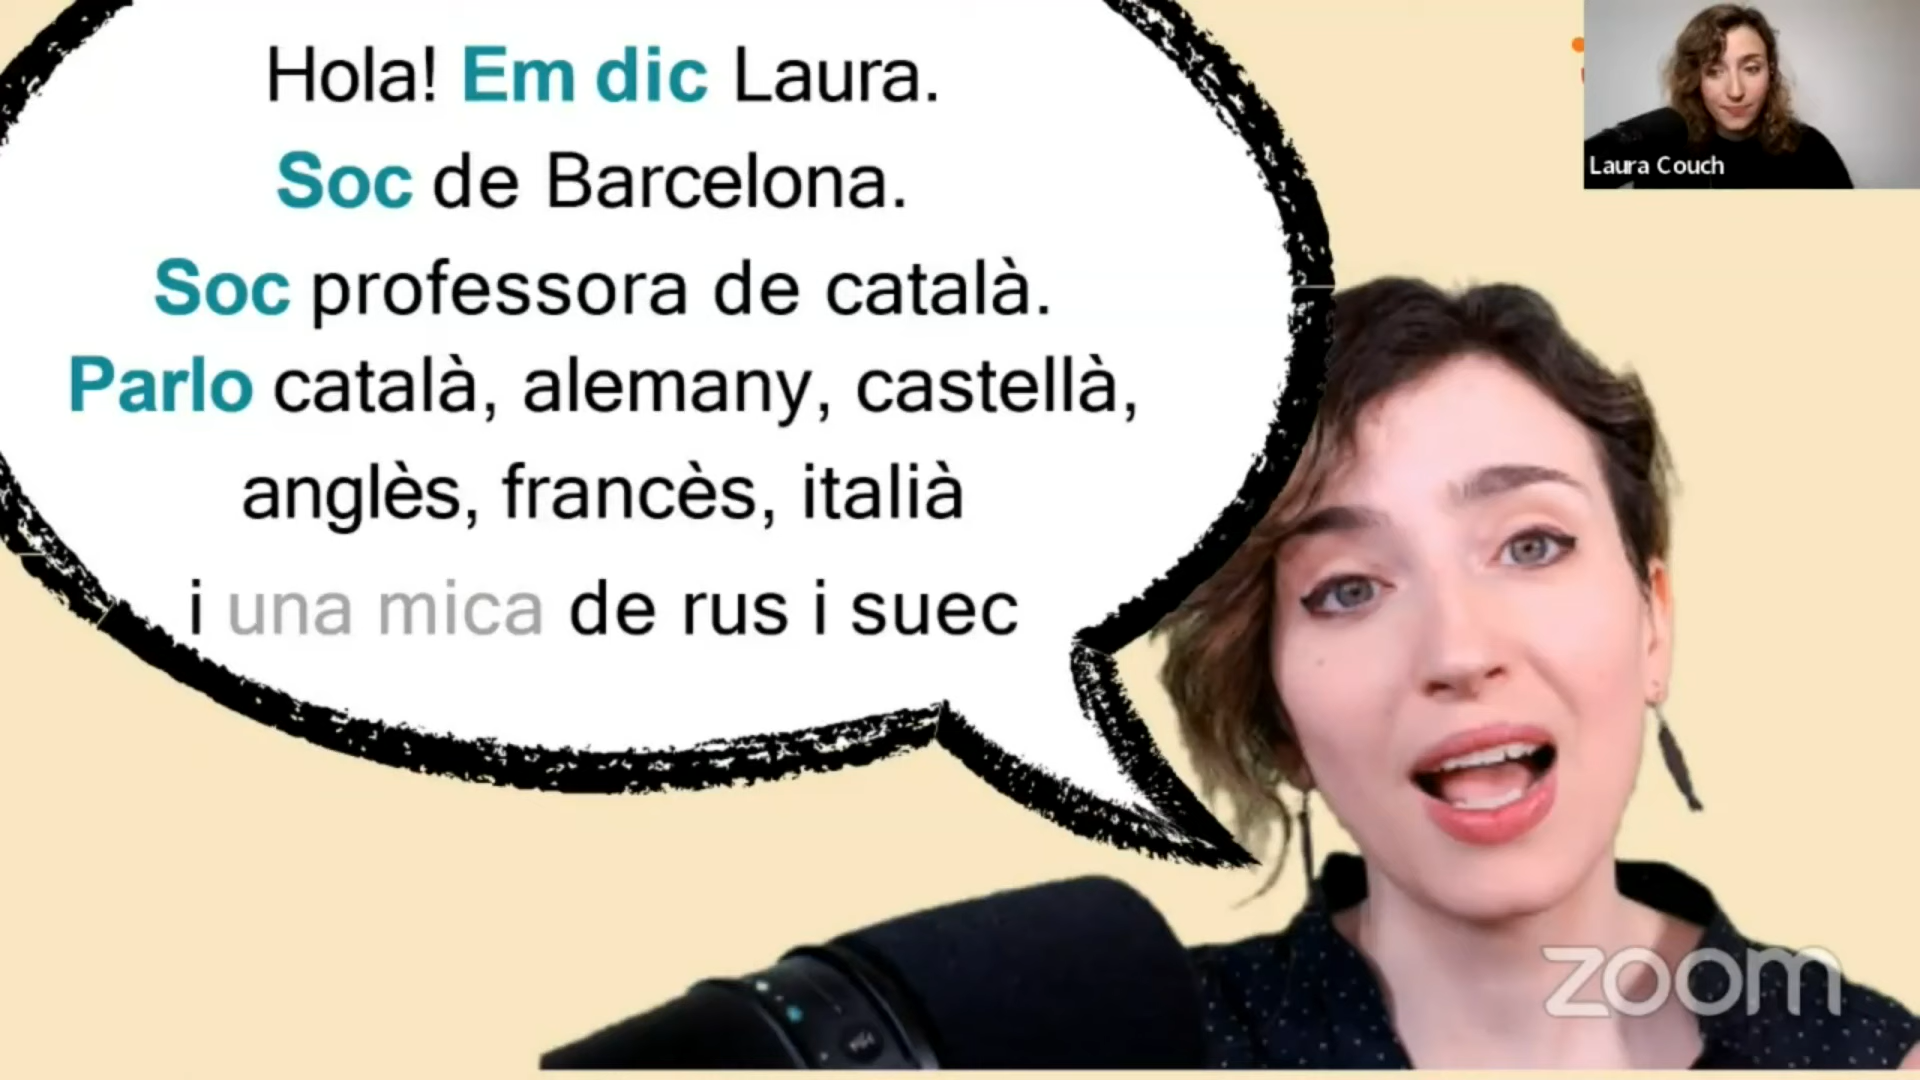 Hola! Em dic Laura.
Soc de Barcelona.
Soc professora de català.
Parlo català, alemany, castellà,
anglès, francès, italià
i una mica de rus i suec
Laura Couch
zoom